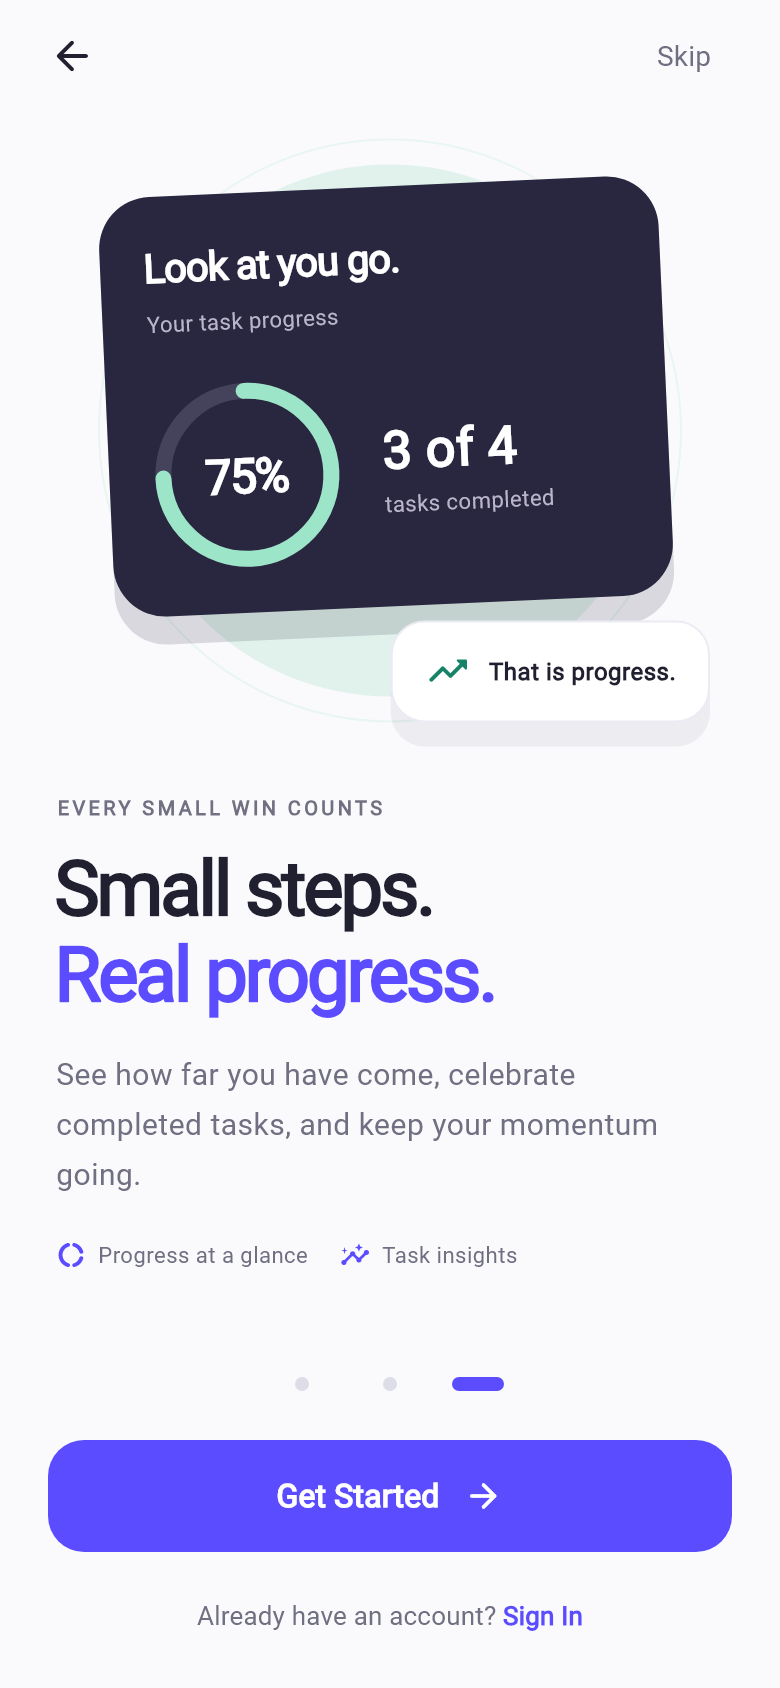 Skip
Look at you go.
Your task progress
75%
3 of 4
tasks completed
That is progress.
EVERY SMALL WIN COUNTS
Small steps.
Real progress.
See how far you have come, celebrate
completed tasks, and keep your momentum
going.
Progress at a glance
Task insights
Get Started
Already have an account? Sign In